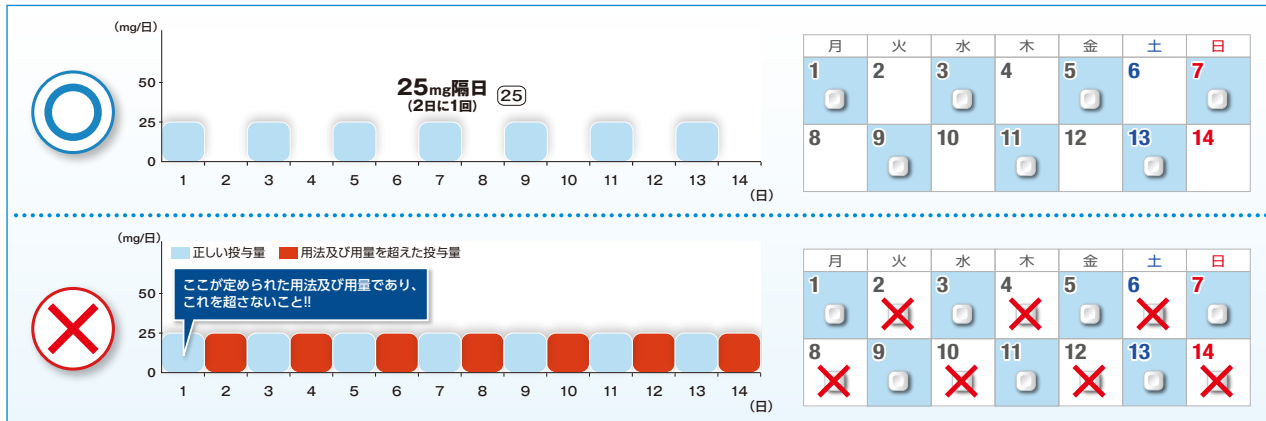 (mg/日)
50
25
0
25mg隔日 25
(2日に1回)
1 2 3 4 5 6 7 8 9 10 11 12 13 14
(日)
月 火 水 木 金 土 日
1 2 3 4 5 6 7
8 9 10 11 12 13 14
(mg/日)
正しい投与量 用法及び用量を超えた投与量
ここが定められた用法及び用量であり、
これを超さないこと!!
50
25
0
1 2 3 4 5 6 7 8 9 10 11 12 13 14
(日)
月 火 水 木 金 土 日
1 2 3 4 5 6 7
8 9 10 11 12 13 14